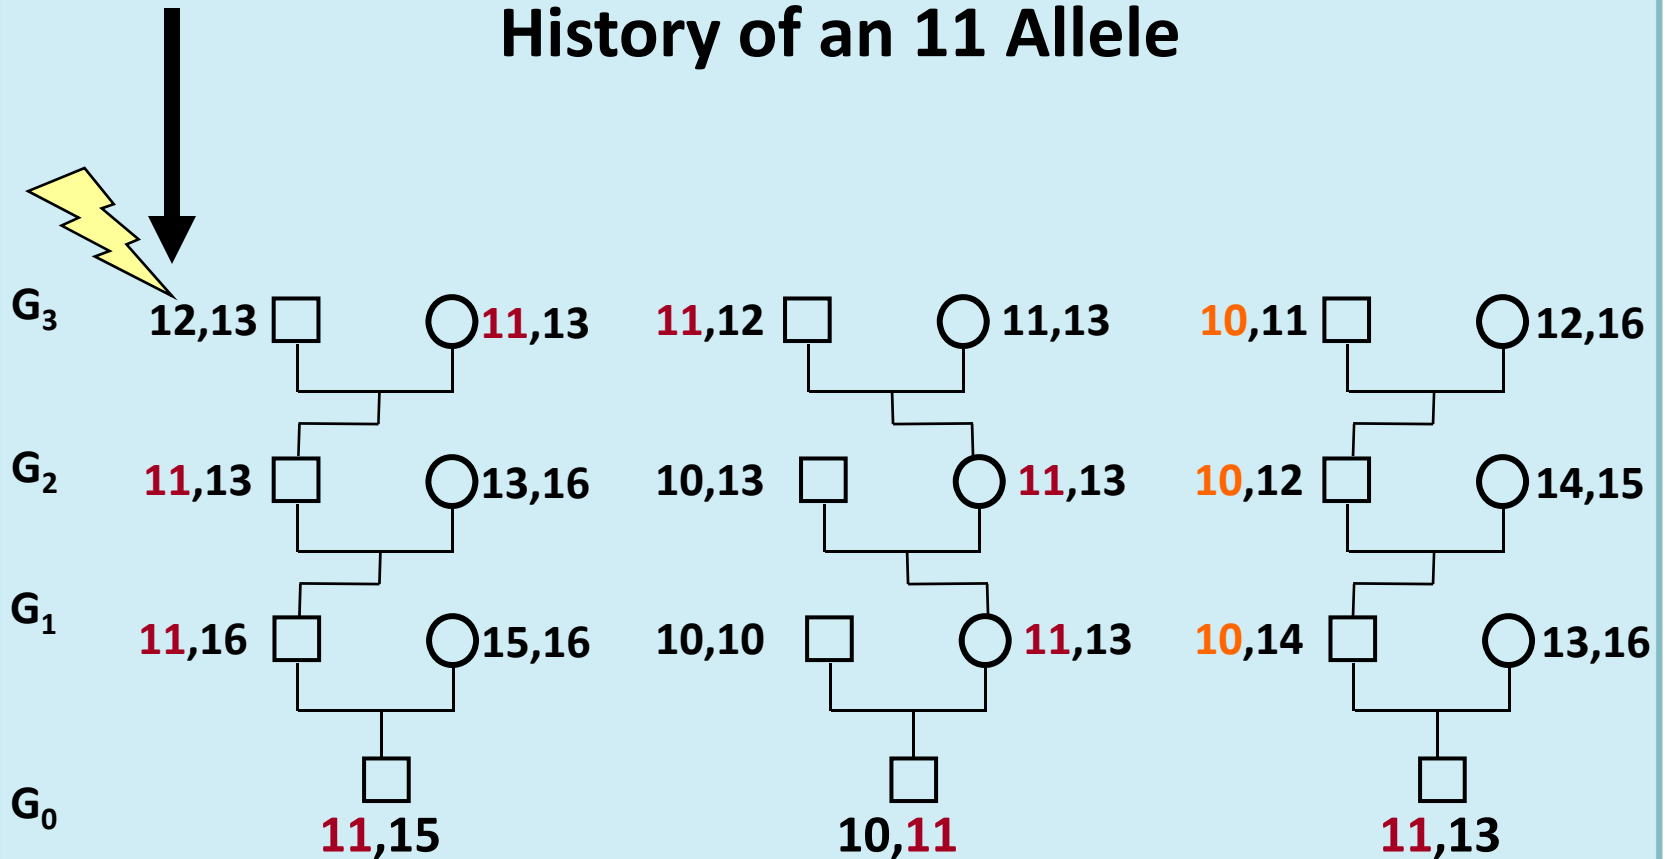 History of an 11 Allele
G3 12,13 11,13 11,12 11,13 10,11 12,16
G2 11,13 13,16 10,13 11,13 10,12 14,15
G1 11,16 15,16 10,10 11,13 10,14 13,16
G0 11,15 10,11 11,13